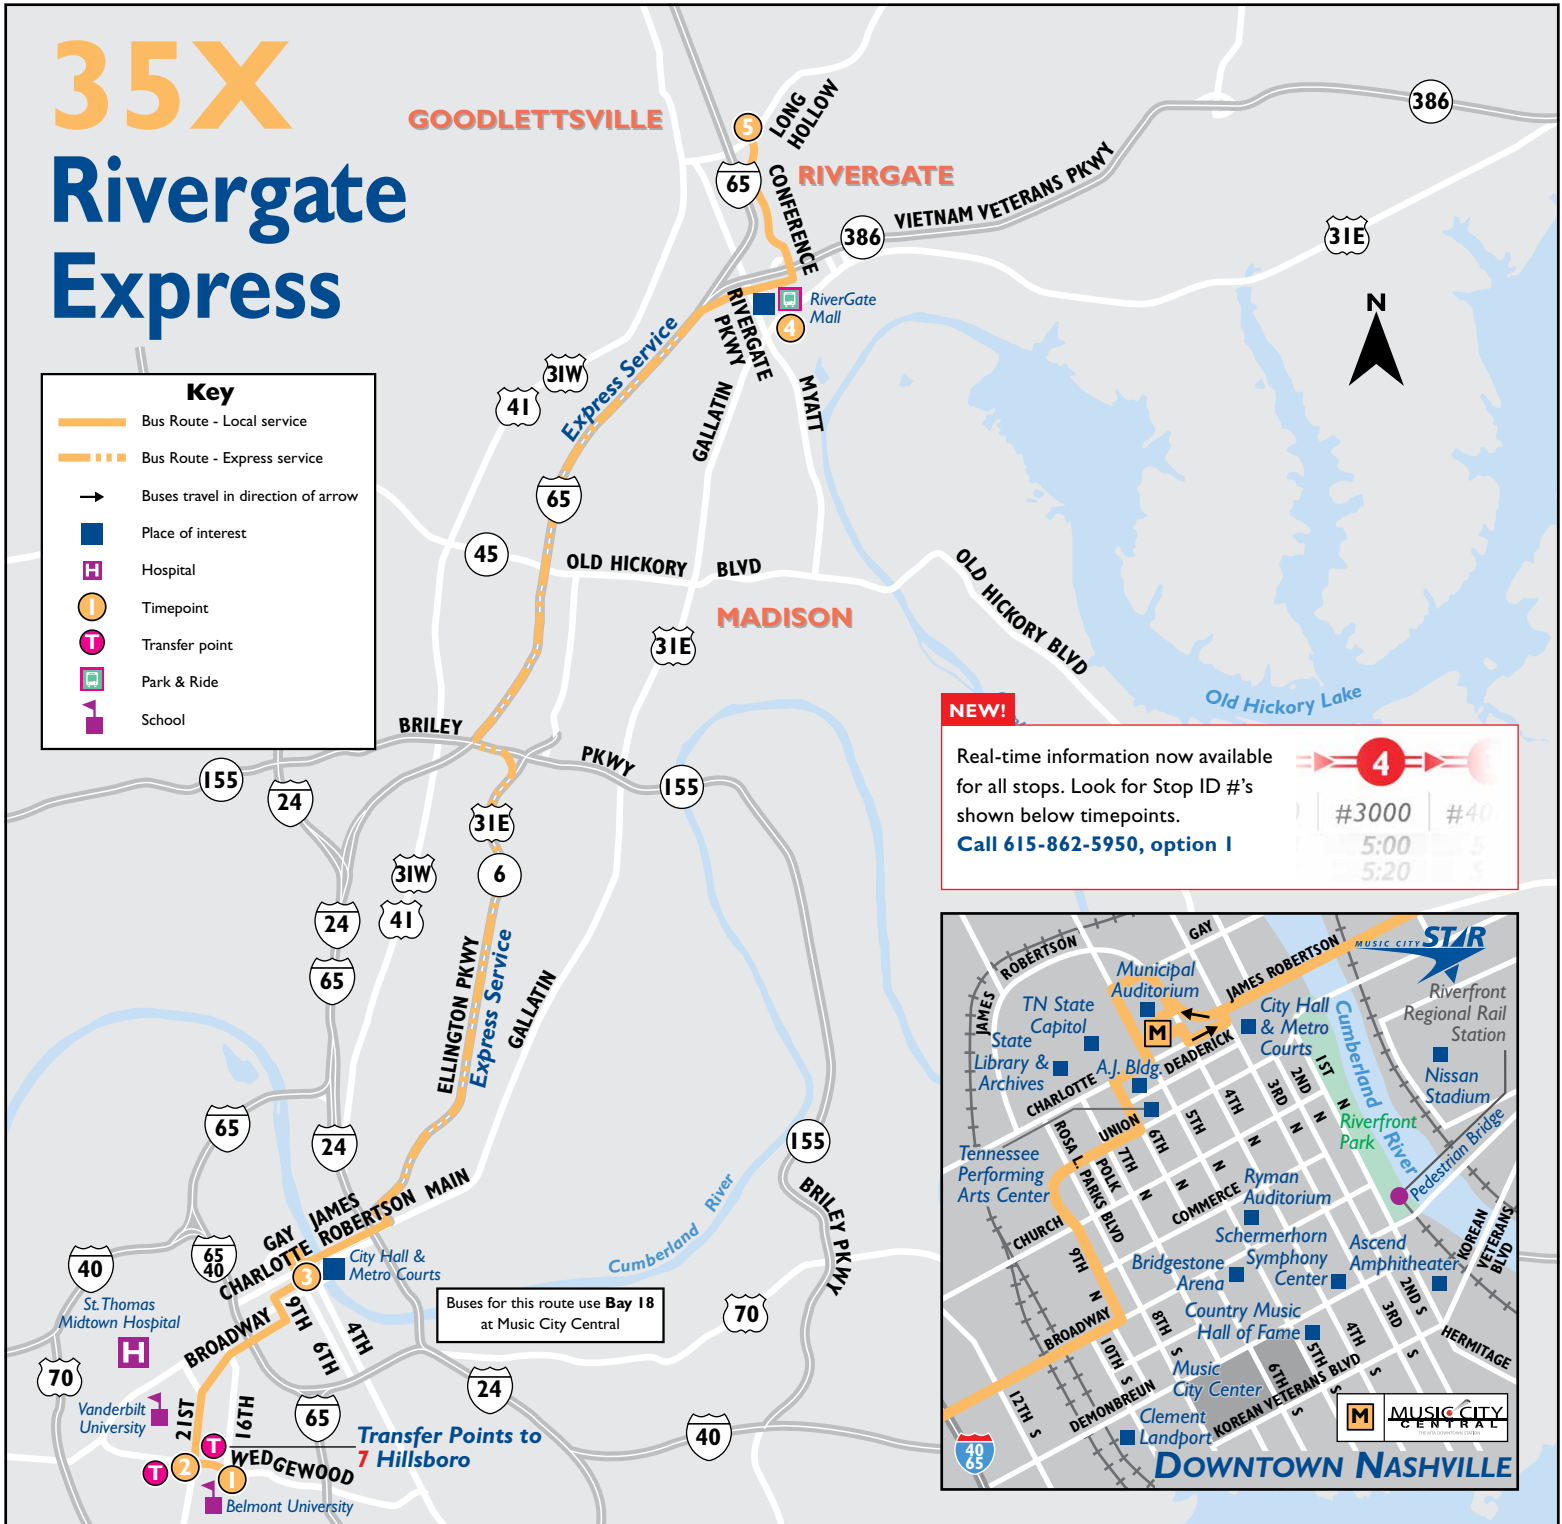 35X
Rivergate
Express
GOODLETTSVILLE
5
LONG
HOLLOW
65
CONFERENCE
RIVERGATE
386
VIETNAM VETERANS PKWY
386
31E
N
RIVERGATE
PKWY
RiverGate
Mall
4
Express Service
31W
41
GALLATIN
MYATT
Key
Bus Route - Local service
Bus Route - Express service
Buses travel in direction of arrow
Place of interest
H
Hospital
1
Timepoint
T
Transfer point
Park & Ride
School
65
45
OLD HICKORY BLVD
OLD HICKORY BLVD
MADISON
31E
Old Hickory Lake
BRILEY
PKWY
155
24
155
31E
6
31W
41
24
65
ELLINGTON PKWY
Express Service
GALLATIN
65
24
155
BRILEY PKWY
Cumberland River
GAY
JAMES
CHARLOTTE ROBERTSON MAIN
3
City Hall &
Metro Courts
65
40
40
St. Thomas
Midtown Hospital
H
70
BROADWAY
9TH
6TH
4TH
Buses for this route use Bay 18
at Music City Central
70
24
65
40
Vanderbilt
University
21ST
16TH
T
T
2
1
WEDGEWOOD
Transfer Points to
7 Hillsboro
Belmont University
NEW!
Real-time information now available
for all stops. Look for Stop ID #'s
shown below timepoints.
Call 615-862-5950, option 1
4
#3000
#40
5:00
5
5:20
5
JAMES
ROBERTSON
GAY
JAMES ROBERTSON
MUSIC CITY STAR
Municipal
Auditorium
TN State
Capitol
M
State
Library &
Archives
A.J. Bldg.
DEADERICK
City Hall
& Metro
Courts
Riverfront
Regional Rail
Station
Nissan
Stadium
Cumberland River
CHARLOTTE
UNION
Tennessee
Performing
Arts Center
ROSA L. PARKS BLVD
POLK
7TH
N
6TH
N
5TH
N
4TH
N
3RD
N
2ND
N
1ST
N
Riverfront
Park
Pedestrian Bridge
CHURCH
COMMERCE
Ryman
Auditorium
Schermerhorn
Symphony
Center
Bridgestone
Arena
Ascend
Amphitheater
KOREAN
VETERANS
BLVD
9TH
N
BROADWAY
8TH
S
10TH
S
12TH
S
Country Music
Hall of Fame
Music
City Center
2ND S
3RD
S
4TH
S
5TH
S
6TH
S
HERMITAGE
DEMONBREUN
KOREAN VETERANS BLVD
Clement
Landport
40
65
M
MUSIC CITY
CENTRAL
THE MTA DOWNTOWN STATION
DOWNTOWN NASHVILLE